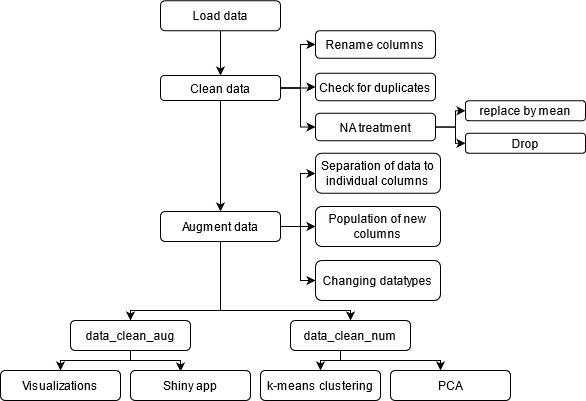 Load data
Rename columns
Clean data
Check for duplicates
NA treatment
replace by mean
Drop
Separation of data to
individual columns
Augment data
Population of new
columns
Changing datatypes
data_clean_aug
data_clean_num
Visualizations
Shiny app
k-means clustering
PCA